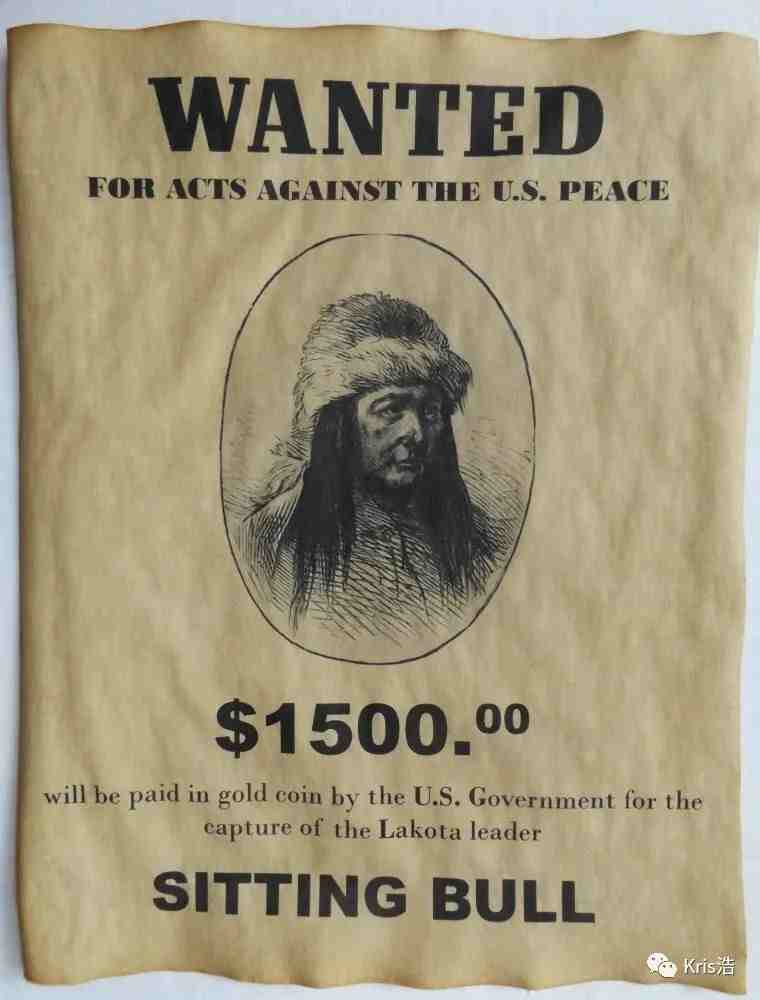 WANTED
FOR ACTS AGAINST THE U.S. PEACE
$1500.00
will be paid in gold coin by the U.S. Government for the
capture of the Lakota leader
SITTING BULL
Kris浩